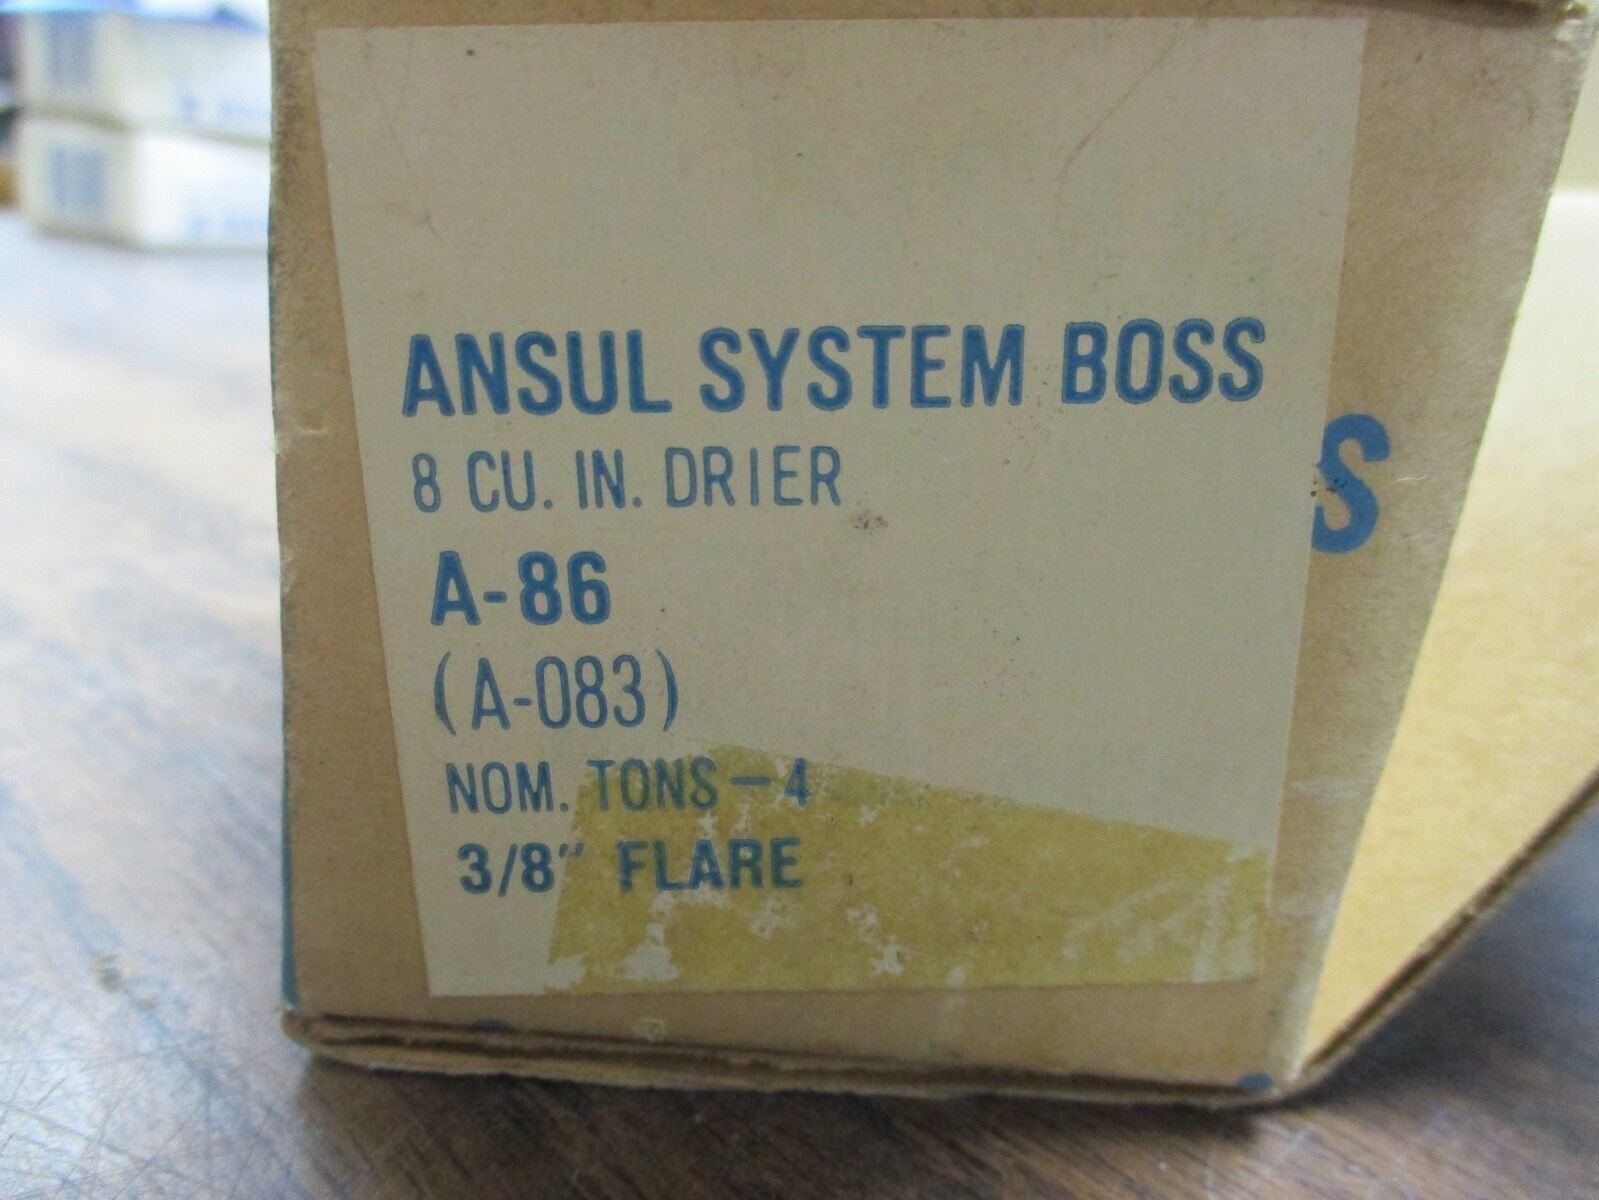 ANSUL SYSTEM BOSS
8 CU. IN. DRIER
A-86
(A-083)
NOM. TONS-4
3/8" FLARE
S